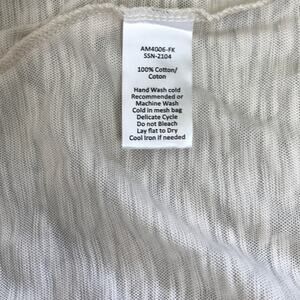 AM4006-FK
SSN-2104
100% Cotton/
Coton
Hand Wash cold
Recommended or
Machine Wash
Cold in mesh bag
Delicate Cycle
Do not Bleach
Lay flat to Dry
Cool Iron if needed